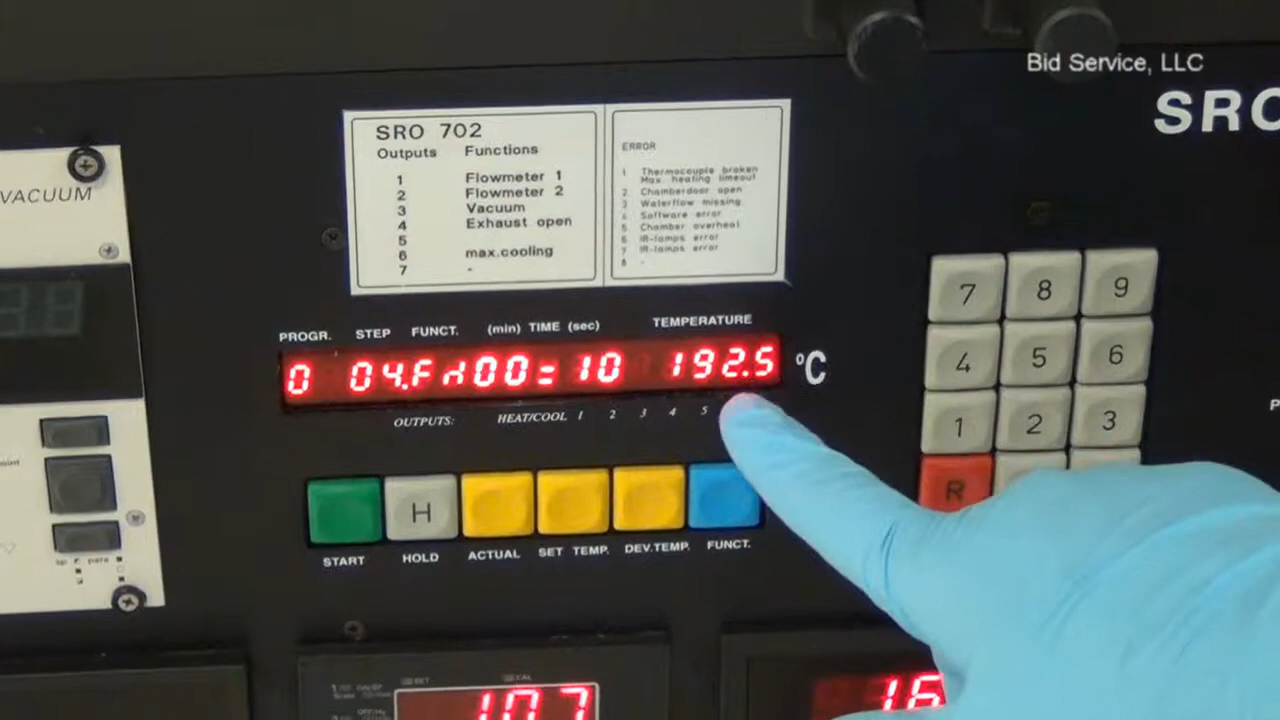 Bid Service, LLC
SRO
VACUUM
SRO 702
Outputs Functions
1 Flowmeter 1
2 Flowmeter 2
3 Vacuum
4 Exhaust open
5
6 max.cooling
7 -
ERROR
1 Thermocouple broken
Max. heating timeout
2 Chamberdoor open
3 Waterflow missing
4 Software error
5 Chamber overheat
6 IR-lamps error
7 IR-lamps error
8 -
PROGR. STEP FUNCT. (min) TIME (sec) TEMPERATURE
0 04.Fn00=10 192.5 °C
OUTPUTS: HEAT/COOL 1 2 3 4 5
H
START HOLD ACTUAL SET TEMP. DEV.TEMP. FUNCT.
7 8 9
4 5 6
1 2 3
R
107
16